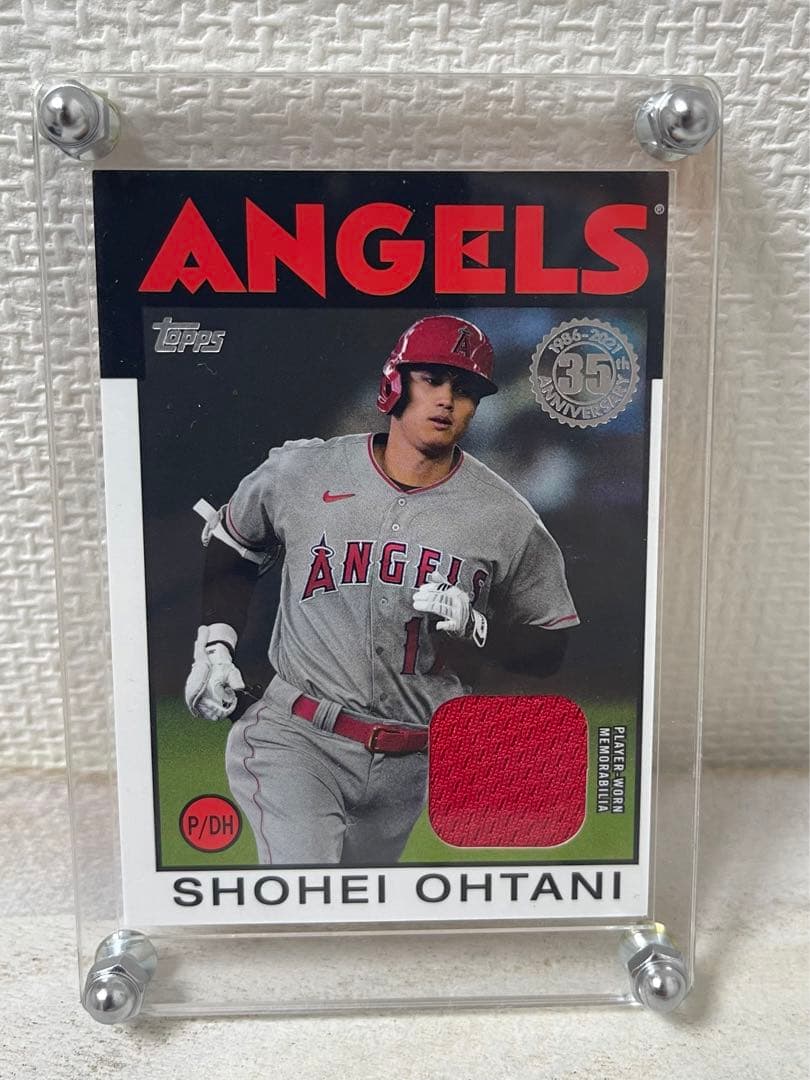 ANGELS®
TOPPS
1986-2021
35th
ANNIVERSARY
A
ANGELS
1
PLAYER-WORN
MEMORABILIA
P/DH
SHOHEI OHTANI